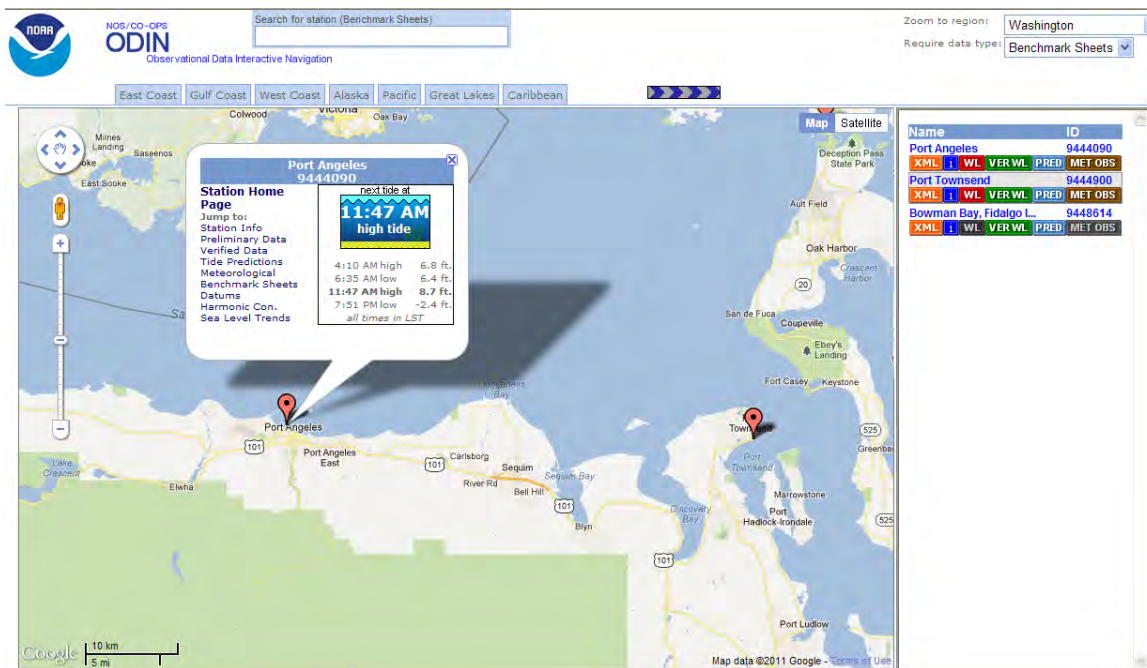 NOAA
NOS/CO-OPS
ODIN
Observational Data Interactive Navigation
Search for station (Benchmark Sheets)
Zoom to region: Washington
Require data type: Benchmark Sheets
East Coast Gulf Coast West Coast Alaska Pacific Great Lakes Caribbean
Map Satellite
Colwood
Victoria
Oak Bay
Milnes
Landing
Saseenos
East Sooke
Deception Pass
State Park
Ault Field
Oak Harbor
Crescent
Harbor
20
San de Fuca
Coupeville
Ebey's
Landing
Fort Casey
Keystone
525
Port Angeles
9444090
Station Home
Page
Jump to:
Station Info
Preliminary Data
Verified Data
Tide Predictions
Meteorological
Benchmark Sheets
Datums
Harmonic Con.
Sea Level Trends
next tide at
11:47 AM
high tide
4:10 AM high 6.8 ft.
6:35 AM low 6.4 ft.
11:47 AM high 8.7 ft.
7:51 PM low -2.4 ft.
all times in LST
Port Angeles
101
Port Angeles
East
101
Carlsborg
Sequim
Sequim Bay
River Rd
Bell Hill
101
Blyn
Lake
Crescent
Elwha
Discovery
Bay
Port
Townsend
Marrowstone
Port
Hadlock-Irondale
101
Port Ludlow
Google
10 km
5 mi
Map data ©2011 Google - Terms of Use
Name ID
Port Angeles 9444090
XML i WL VER WL PRED MET OBS
Port Townsend 9444900
XML i WL VER WL PRED MET OBS
Bowman Bay, Fidalgo I... 9448614
XML i WL VER WL PRED MET OBS